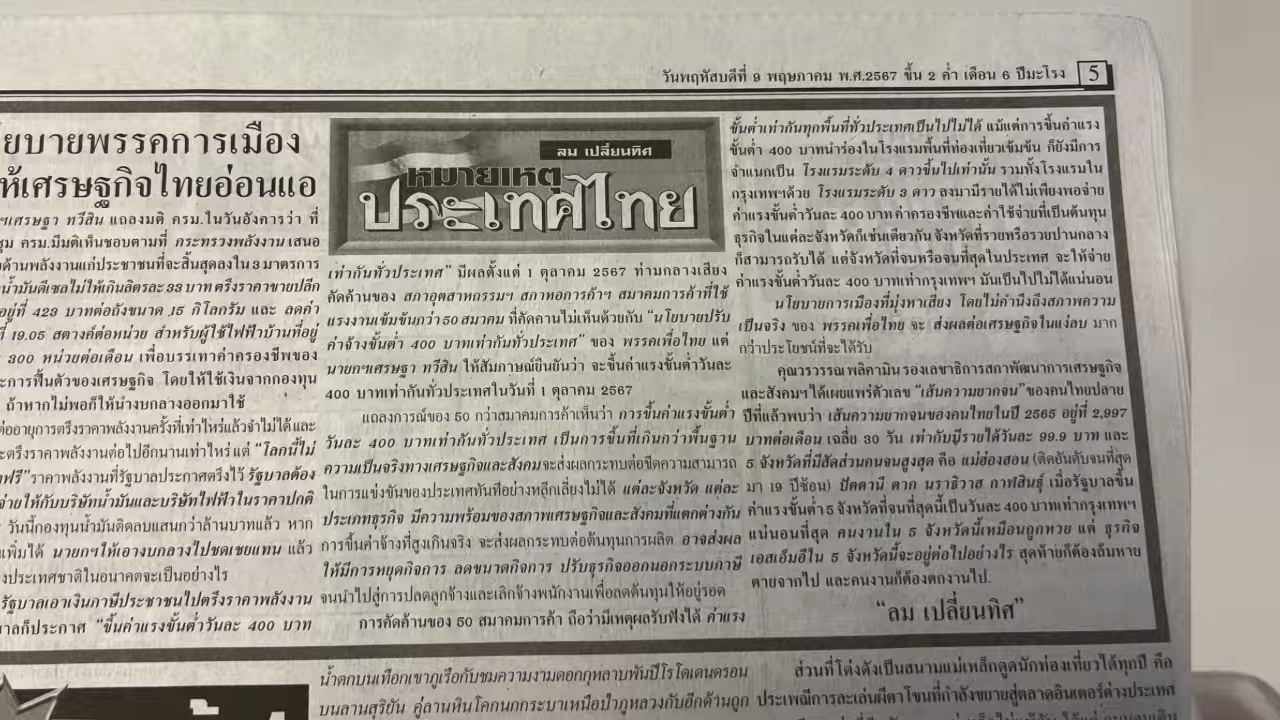 วันพฤหัสบดีที่ 9 พฤษภาคม พ.ศ.2567 ขึ้น 2 ค่ำ เดือน 6 ปีมะโรง 5
ยบายพรรคการเมือง
ห้เศรษฐกิจไทยอ่อนแอ
ฯเศรษฐา ทวีสิน แถลงมติ ครม.ในวันอังคารว่า ที่
ชุม ครม.มีมติเห็นชอบตามที่ กระทรวงพลังงาน เสนอ
ด้านพลังงานแก่ประชาชนที่จะสิ้นสุดลงใน 3 มาตรการ
น้ำมันดีเซลไม่ให้เกินลิตรละ 33 บาท ตรึงราคาขายปลีก
อยู่ที่ 423 บาทต่อถังขนาด 15 กิโลกรัม และ ลดค่า
ที่ 19.05 สตางค์ต่อหน่วย สำหรับผู้ใช้ไฟฟ้าบ้านที่อยู่
300 หน่วยต่อเดือน เพื่อบรรเทาค่าครองชีพของ
ะการฟื้นตัวของเศรษฐกิจ โดยให้ใช้เงินจากกองทุน
ถ้าหากไม่พอก็ให้นำงบกลางออกมาใช้
ต่ออายุการตรึงราคาพลังงานครั้งที่เท่าไหร่แล้วจำไม่ได้และ
ะตรึงราคาพลังงานต่อไปอีกนานเท่าไหร่ แต่ “โลกนี้ไม่
ฟรี” ราคาพลังงานที่รัฐบาลประกาศตรึงไว้ รัฐบาลต้อง
จ่ายให้กับบริษัทน้ำมันและบริษัทไฟฟ้าในราคาปกติ
วันนี้กองทุนน้ำมันติดลบแสนกว่าล้านบาทแล้ว หาก
เพิ่มได้ นายกฯให้เอางบกลางไปชดเชยแทน แล้ว
งประเทศชาติในอนาคตจะเป็นอย่างไร
รัฐบาลเอาเงินภาษีประชาชนไปตรึงราคาพลังงาน
าลก็ประกาศ “ขึ้นค่าแรงขั้นต่ำวันละ 400 บาท
ลม เปลี่ยนทิศ
หมายเหตุ
ประเทศไทย
เท่ากันทั่วประเทศ” มีผลตั้งแต่ 1 ตุลาคม 2567 ท่ามกลางเสียง
คัดค้านของ สภาอุตสาหกรรมฯ สภาหอการค้าฯ สมาคมการค้าที่ใช้
แรงงานเข้มข้นกว่า 50 สมาคม ที่คัดค้านไม่เห็นด้วยกับ “นโยบายปรับ
ค่าจ้างขั้นต่ำ 400 บาทเท่ากันทั่วประเทศ” ของ พรรคเพื่อไทย แต่
นายกฯเศรษฐา ทวีสิน ให้สัมภาษณ์ยืนยันว่า จะขึ้นค่าแรงขั้นต่ำวันละ
400 บาทเท่ากันทั่วประเทศในวันที่ 1 ตุลาคม 2567
แถลงการณ์ของ 50 กว่าสมาคมการค้าเห็นว่า การขึ้นค่าแรงขั้นต่ำ
วันละ 400 บาทเท่ากันทั่วประเทศ เป็นการขึ้นที่เกินกว่าพื้นฐาน
ความเป็นจริงทางเศรษฐกิจและสังคม จะส่งผลกระทบต่อขีดความสามารถ
ในการแข่งขันของประเทศทันทีอย่างหลีกเลี่ยงไม่ได้ แต่ละจังหวัด แต่ละ
ประเภทธุรกิจ มีความพร้อมของสภาพเศรษฐกิจและสังคมที่แตกต่างกัน
การขึ้นค่าจ้างที่สูงเกินจริง จะส่งผลกระทบต่อต้นทุนการผลิต อาจส่งผล
ให้มีการหยุดกิจการ ลดขนาดกิจการ ปรับธุรกิจออกนอกระบบภาษี
จนนำไปสู่การปลดลูกจ้างและเลิกจ้างพนักงานเพื่อลดต้นทุนให้อยู่รอด
การคัดค้านของ 50 สมาคมการค้า ถือว่ามีเหตุผลรับฟังได้ ค่าแรง
ขั้นต่ำเท่ากันทุกพื้นที่ทั่วประเทศเป็นไปไม่ได้ แม้แต่การขึ้นค่าแรง
ขั้นต่ำ 400 บาทนำร่องในโรงแรมพื้นที่ท่องเที่ยวเข้มข้น ก็ยังมีการ
จำแนกเป็น โรงแรมระดับ 4 ดาวขึ้นไปเท่านั้น รวมทั้งโรงแรมใน
กรุงเทพฯด้วย โรงแรมระดับ 3 ดาว ลงมามีรายได้ไม่เพียงพอจ่าย
ค่าแรงขั้นต่ำวันละ 400 บาท ค่าครองชีพและค่าใช้จ่ายที่เป็นต้นทุน
ธุรกิจในแต่ละจังหวัดก็เช่นเดียวกัน จังหวัดที่รวยหรือรวยปานกลาง
ก็สามารถรับได้ แต่จังหวัดที่จนหรือจนที่สุดในประเทศ จะให้จ่าย
ค่าแรงขั้นต่ำวันละ 400 บาทเท่ากรุงเทพฯ มันเป็นไปไม่ได้แน่นอน
นโยบายการเมืองที่มุ่งหาเสียง โดยไม่คำนึงถึงสภาพความ
เป็นจริง ของ พรรคเพื่อไทย จะ ส่งผลต่อเศรษฐกิจในแง่ลบ มาก
กว่าประโยชน์ที่จะได้รับ
คุณวรวรรณ พลิคามิน รองเลขาธิการสภาพัฒนาการเศรษฐกิจ
และสังคมฯ ได้เผยแพร่ตัวเลข “เส้นความยากจน” ของคนไทยปลาย
ปีที่แล้วพบว่า เส้นความยากจนของคนไทยในปี 2565 อยู่ที่ 2,997
บาทต่อเดือน เฉลี่ย 30 วัน เท่ากับมีรายได้วันละ 99.9 บาท และ
5 จังหวัดที่มีสัดส่วนคนจนสูงสุด คือ แม่ฮ่องสอน (ติดอันดับจนที่สุด
มา 19 ปีซ้อน) ปัตตานี ตาก นราธิวาส กาฬสินธุ์ เมื่อรัฐบาลขึ้น
ค่าแรงขั้นต่ำ 5 จังหวัดที่จนที่สุดนี้เป็นวันละ 400 บาทเท่ากรุงเทพฯ
แน่นอนที่สุด คนงานใน 5 จังหวัดนี้เหมือนถูกหวย แต่ ธุรกิจ
เอสเอ็มอีใน 5 จังหวัดนี้จะอยู่ต่อไปอย่างไร สุดท้ายก็ต้องล้มหาย
ตายจากไป และคนงานก็ต้องตกงานไป.
“ลม เปลี่ยนทิศ”
น้ำตกบนเทือกเขาภูเรือกับชมความงามดอกกุหลาบพันปีโรโดเดนดรอน
บนลานสุริยัน คู่ลานหินโคกนกกระบาเหนือป่าภูหลวงกับอีกด้านถูก
ส่วนที่โด่งดังเป็นสนามแม่เหล็กดูดนักท่องเที่ยวได้ทุกปี คือ
ประเพณีการละเล่นผีตาโขนที่กำลังขยายสู่ตลาดอินเตอร์ต่างประเทศ